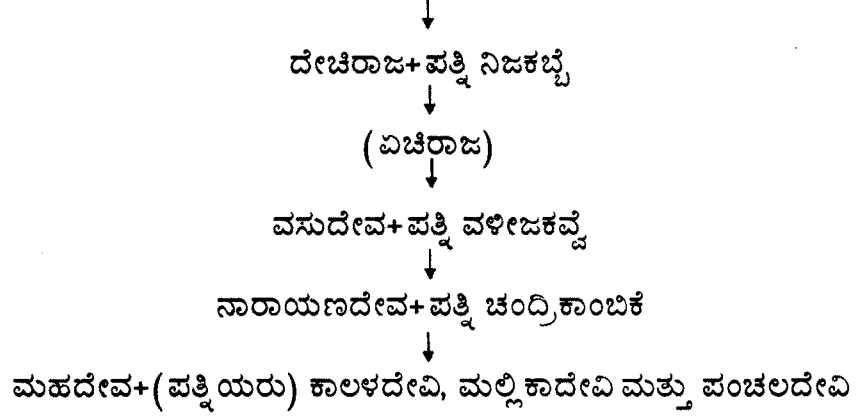 ದೇಚಿರಾಜ+ಪತ್ನಿ ನಿಜಕಬ್ಬೆ
(ಏಚಿರಾಜ)
ವಸುದೇವ+ಪತ್ನಿ ವಳೀಜಕವ್ವೆ
ನಾರಾಯಣದೇವ+ಪತ್ನಿ ಚಂದ್ರಿಕಾಂಬಿಕೆ
ಮಹದೇವ+(ಪತ್ನಿಯರು) ಕಾಲಳದೇವಿ, ಮಲ್ಲಿಕಾದೇವಿ ಮತ್ತು ಪಂಚಲದೇವಿ